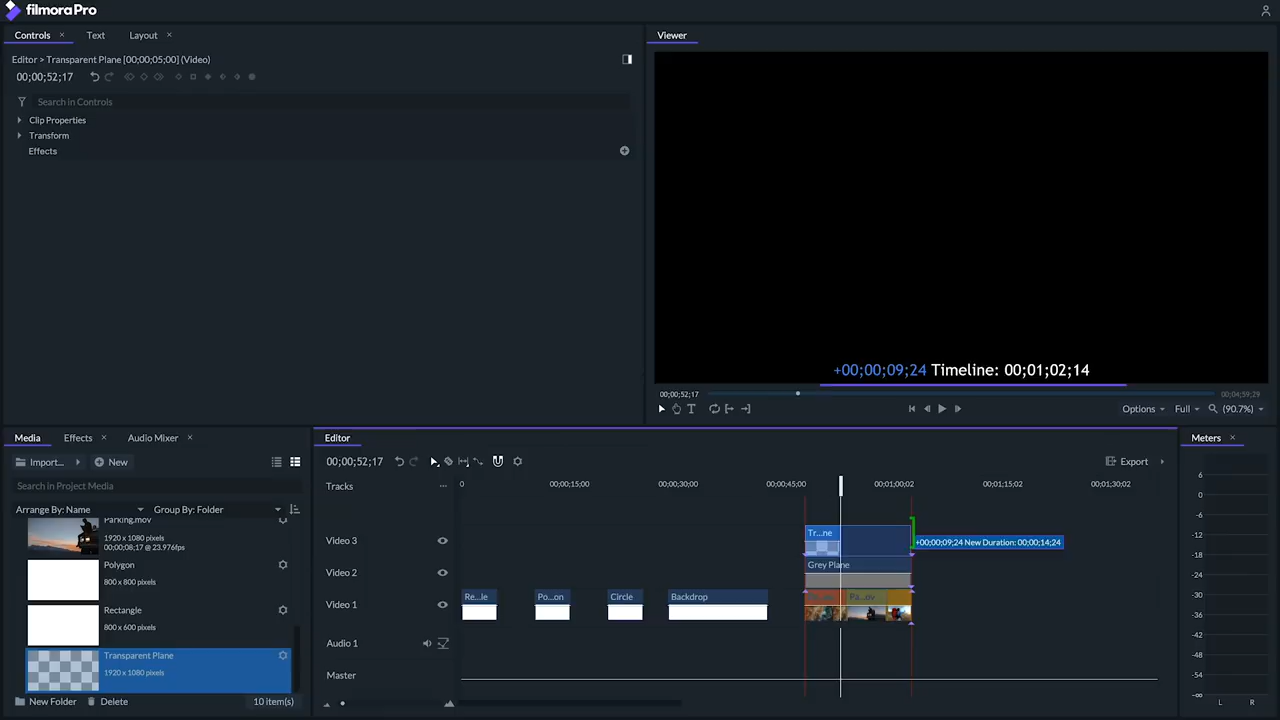 filmoraPro
Controls × Text Layout ×
Editor > Transparent Plane [00;00;05;00] (Video)
00;00;52;17
Search in Controls
Clip Properties
Transform
Effects
Viewer
+00;00;09;24 Timeline: 00;01;02;14
00;00;52;17
00;04;59;29
Options Full (90.7%)
Media Effects × Audio Mixer ×
Import... New
Search in Project Media
Arrange By: Name Group By: Folder
Parking.mov
1920 x 1080 pixels
00;00;08;17 @ 23.976fps
Polygon
800 x 800 pixels
Rectangle
800 x 600 pixels
Transparent Plane
1920 x 1080 pixels
New Folder Delete 10 item(s)
Editor
00;00;52;17
Export
Tracks ...
0 00;00;15;00 00;00;30;00 00;00;45;00 00;01;00;02 00;01;15;02 00;01;30;02
Video 3
Tr...ne
+00;00;09;24 New Duration: 00;00;14;24
Video 2
Grey Plane
Video 1
Re...le Po...on Circle Backdrop Pa...ov
Audio 1
Master
Meters ×
6
0
-6
-12
-18
-24
-30
-36
-42
-48
-54
-∞
L R